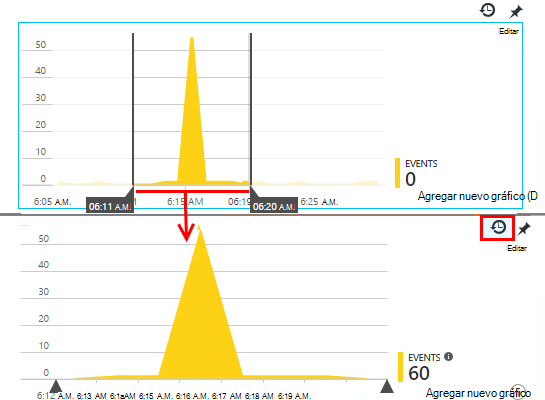 Editar
50
40
30
20
10
0
EVENTS
0
6:05 A.M. 06:11 A.M. 6:15 A.M. 06:20 A.M. 6:25 A.M.
Agregar nuevo gráfico (D
Editar
50
40
30
20
10
0
EVENTS
60
6:12 A.M. 6:13 A.M. 6:1aA.M. 6:15 A.M. 6:16 A.M. 6:17 A.M. 6:18 A.M. 6:19 A.M.
Agregar nuevo gráfico